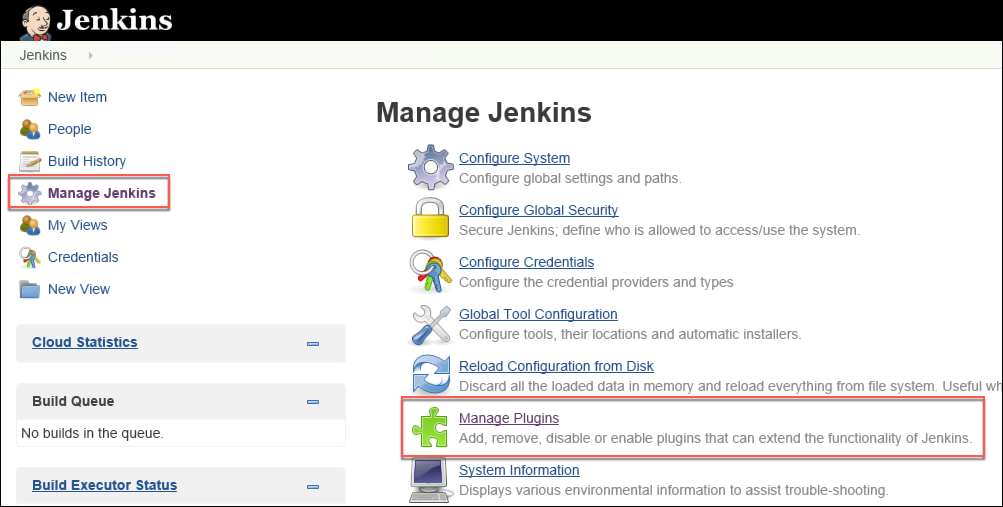 Jenkins
Jenkins
New Item
People
Build History
Manage Jenkins
My Views
Credentials
New View
Cloud Statistics
Build Queue
No builds in the queue.
Build Executor Status
Manage Jenkins
Configure System
Configure global settings and paths.
Configure Global Security
Secure Jenkins; define who is allowed to access/use the system.
Configure Credentials
Configure the credential providers and types
Global Tool Configuration
Configure tools, their locations and automatic installers.
Reload Configuration from Disk
Discard all the loaded data in memory and reload everything from file system. Useful
Manage Plugins
Add, remove, disable or enable plugins that can extend the functionality of Jenkins.
System Information
Displays various environmental information to assist trouble-shooting.